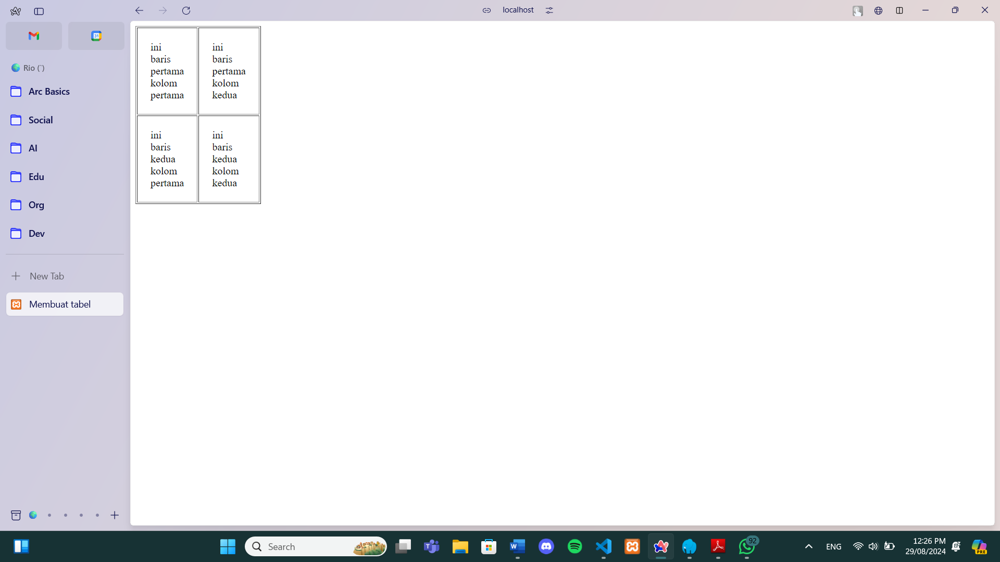 localhost
31
Rio (`)
Arc Basics
Social
AI
Edu
Org
Dev
New Tab
Membuat tabel
ini
baris
pertama
kolom
pertama
ini
baris
pertama
kolom
kedua
ini
baris
kedua
kolom
pertama
ini
baris
kedua
kolom
kedua
Search
92
ENG
12:26 PM
29/08/2024
PRE